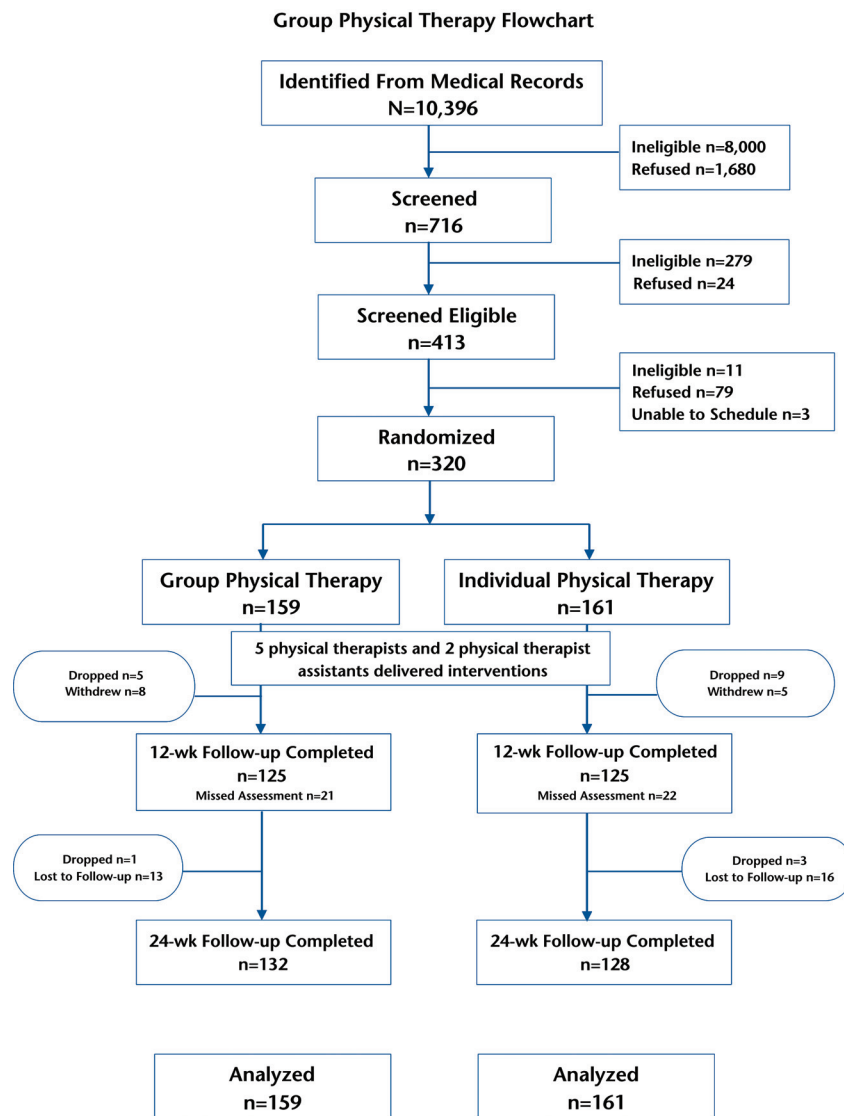 Group Physical Therapy Flowchart
Identified From Medical Records
N=10,396
Ineligible n=8,000
Refused n=1,680
Screened
n=716
Ineligible n=279
Refused n=24
Screened Eligible
n=413
Ineligible n=11
Refused n=79
Unable to Schedule n=3
Randomized
n=320
Group Physical Therapy
n=159
Individual Physical Therapy
n=161
5 physical therapists and 2 physical therapist
assistants delivered interventions
Dropped n=5
Withdrew n=8
Dropped n=9
Withdrew n=5
12-wk Follow-up Completed
n=125
Missed Assessment n=21
12-wk Follow-up Completed
n=125
Missed Assessment n=22
Dropped n=1
Lost to Follow-up n=13
Dropped n=3
Lost to Follow-up n=16
24-wk Follow-up Completed
n=132
24-wk Follow-up Completed
n=128
Analyzed
n=159
Analyzed
n=161